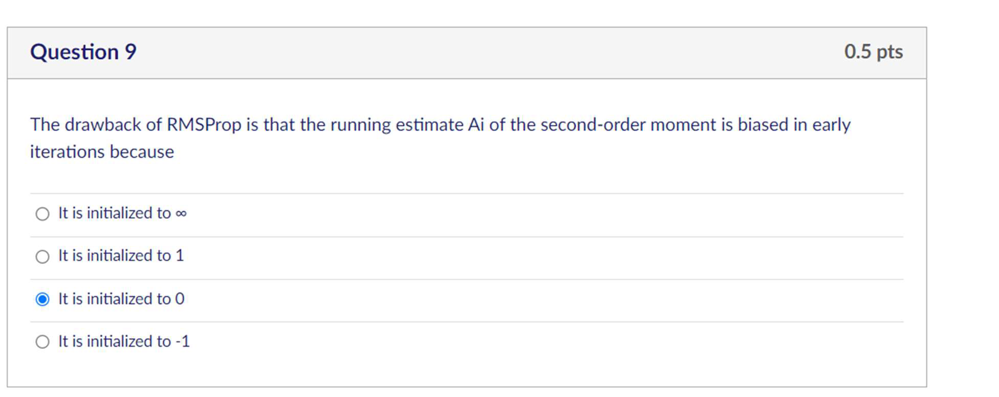 Question 9
0.5 pts
The drawback of RMSProp is that the running estimate Ai of the second-order moment is biased in early
iterations because
It is initialized to ∞
It is initialized to 1
It is initialized to 0
It is initialized to -1